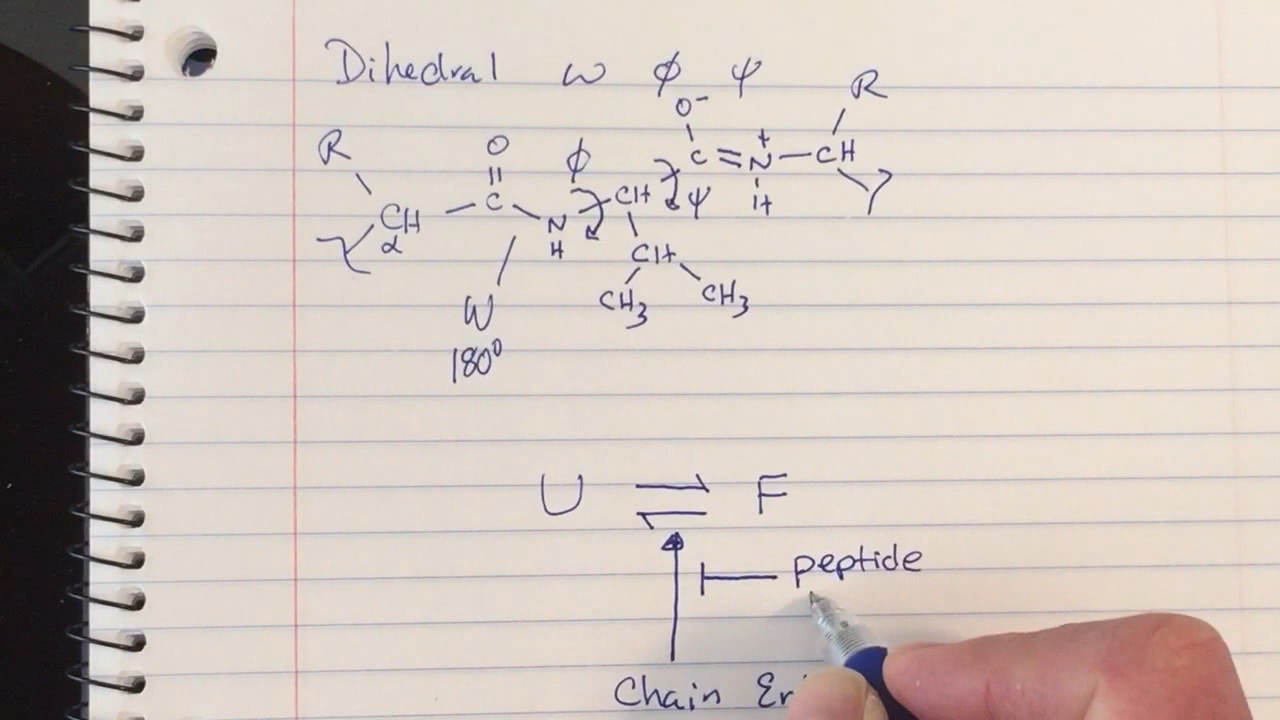 Dihedral ω ϕ ψ
O⁻ R
R O ϕ C = N⁺ — CH
CH — C N CH ψ H
α H CH
ω CH₃ CH₃
180°
U ⇌ F
peptide
Chain